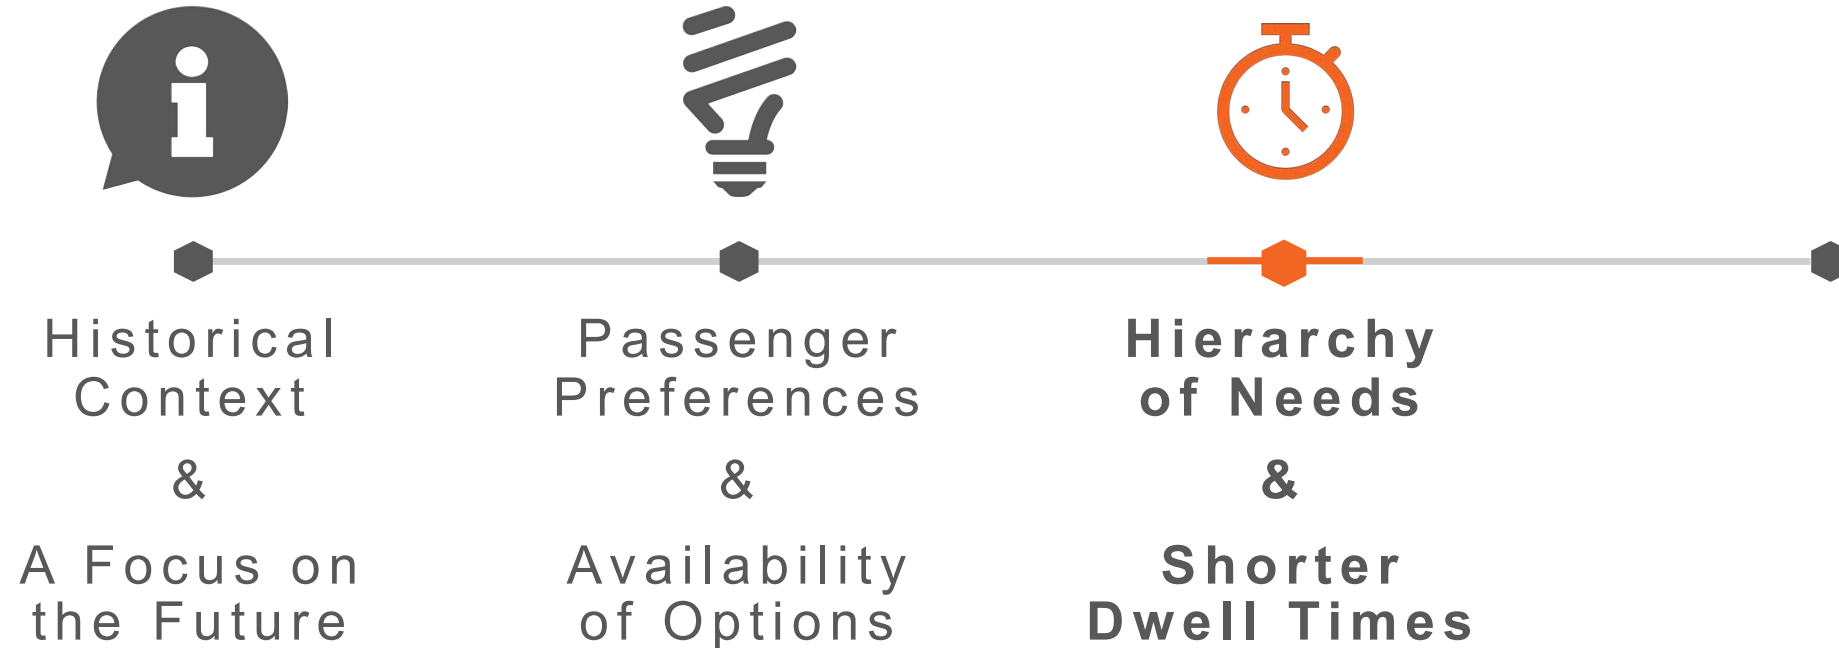 Historical
Context
&
A Focus on
the Future
Passenger
Preferences
&
Availability
of Options
Hierarchy
of Needs
&
Shorter
Dwell Times